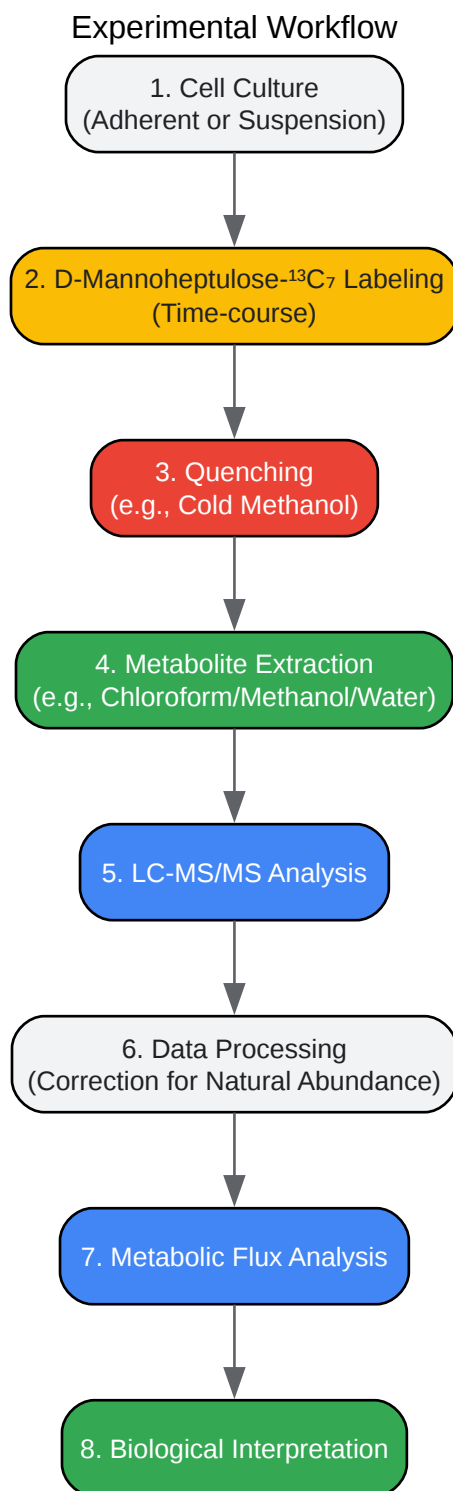 Experimental Workflow
1. Cell Culture
(Adherent or Suspension)
2. D-Mannoheptulose-¹³C₇ Labeling
(Time-course)
3. Quenching
(e.g., Cold Methanol)
4. Metabolite Extraction
(e.g., Chloroform/Methanol/Water)
5. LC-MS/MS Analysis
6. Data Processing
(Correction for Natural Abundance)
7. Metabolic Flux Analysis
8. Biological Interpretation